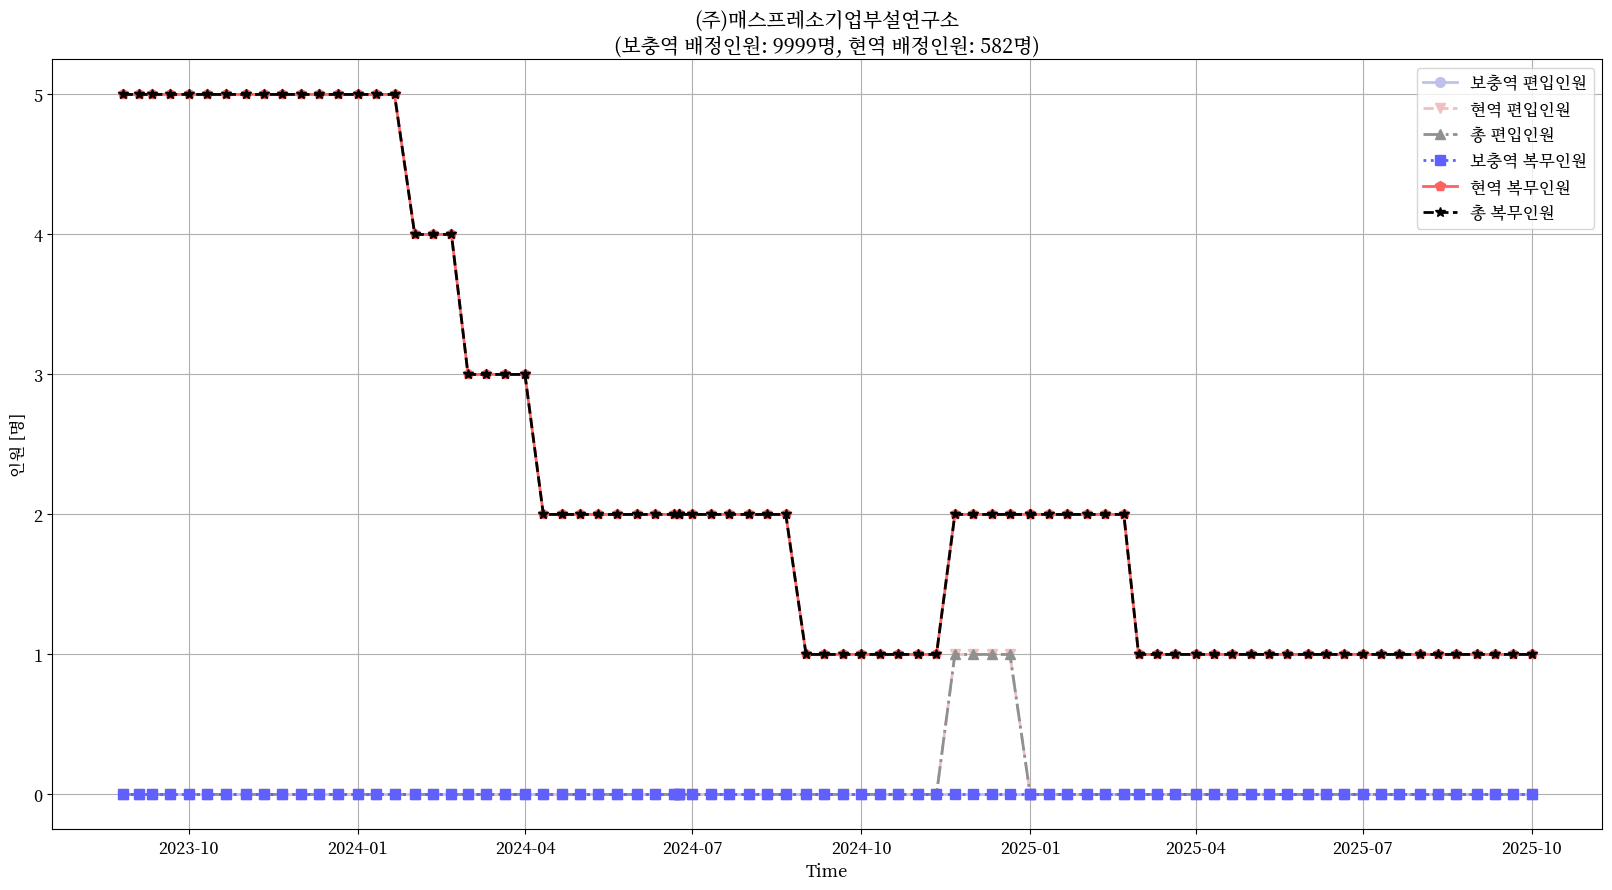 (주)매스프레소기업부설연구소
(보충역 배정인원: 9999명, 현역 배정인원: 582명)
보충역 편입인원
현역 편입인원
총 편입인원
보충역 복무인원
현역 복무인원
총 복무인원
인원 [명]
5
4
3
2
1
0
2023-10
2024-01
2024-04
2024-07
2024-10
2025-01
2025-04
2025-07
2025-10
Time